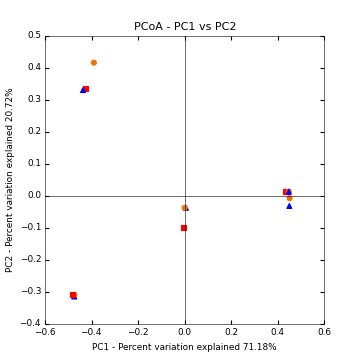 PCoA - PC1 vs PC2
PC2 - Percent variation explained 20.72%
0.5
0.4
0.3
0.2
0.1
0.0
−0.1
−0.2
−0.3
−0.4
−0.6 −0.4 −0.2 0.0 0.2 0.4 0.6
PC1 - Percent variation explained 71.18%